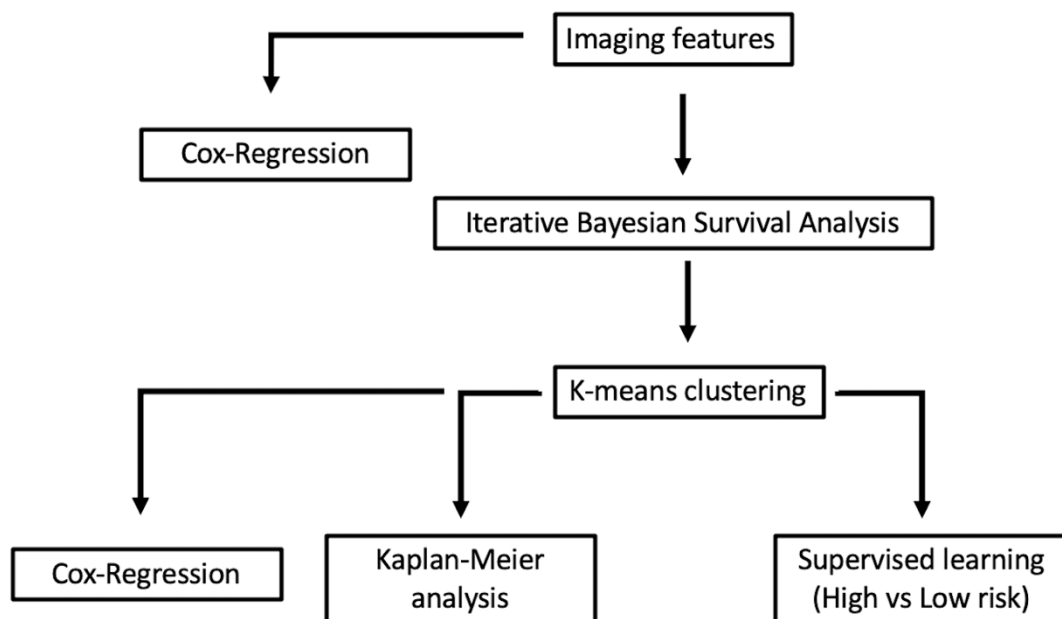 Imaging features
Cox-Regression
Iterative Bayesian Survival Analysis
K-means clustering
Cox-Regression
Kaplan-Meier
analysis
Supervised learning
(High vs Low risk)